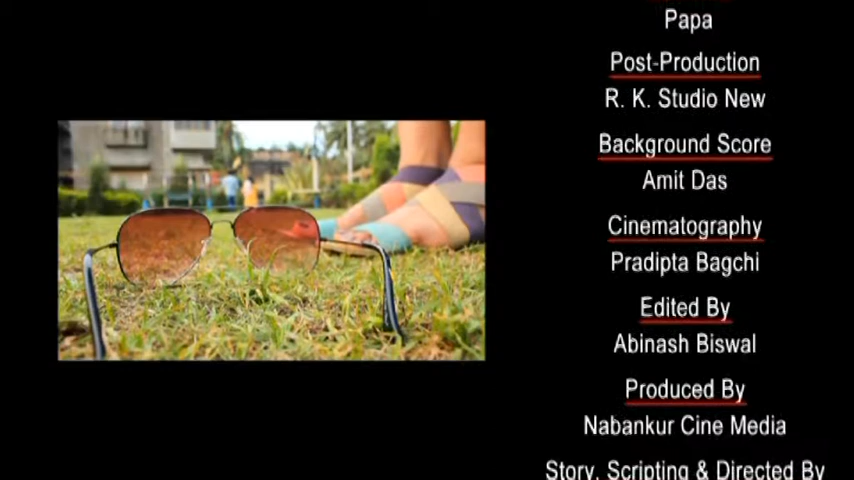 Papa
Post-Production
R. K. Studio New
Background Score
Amit Das
Cinematography
Pradipta Bagchi
Edited By
Abinash Biswal
Produced By
Nabankur Cine Media
Story, Scripting & Directed By